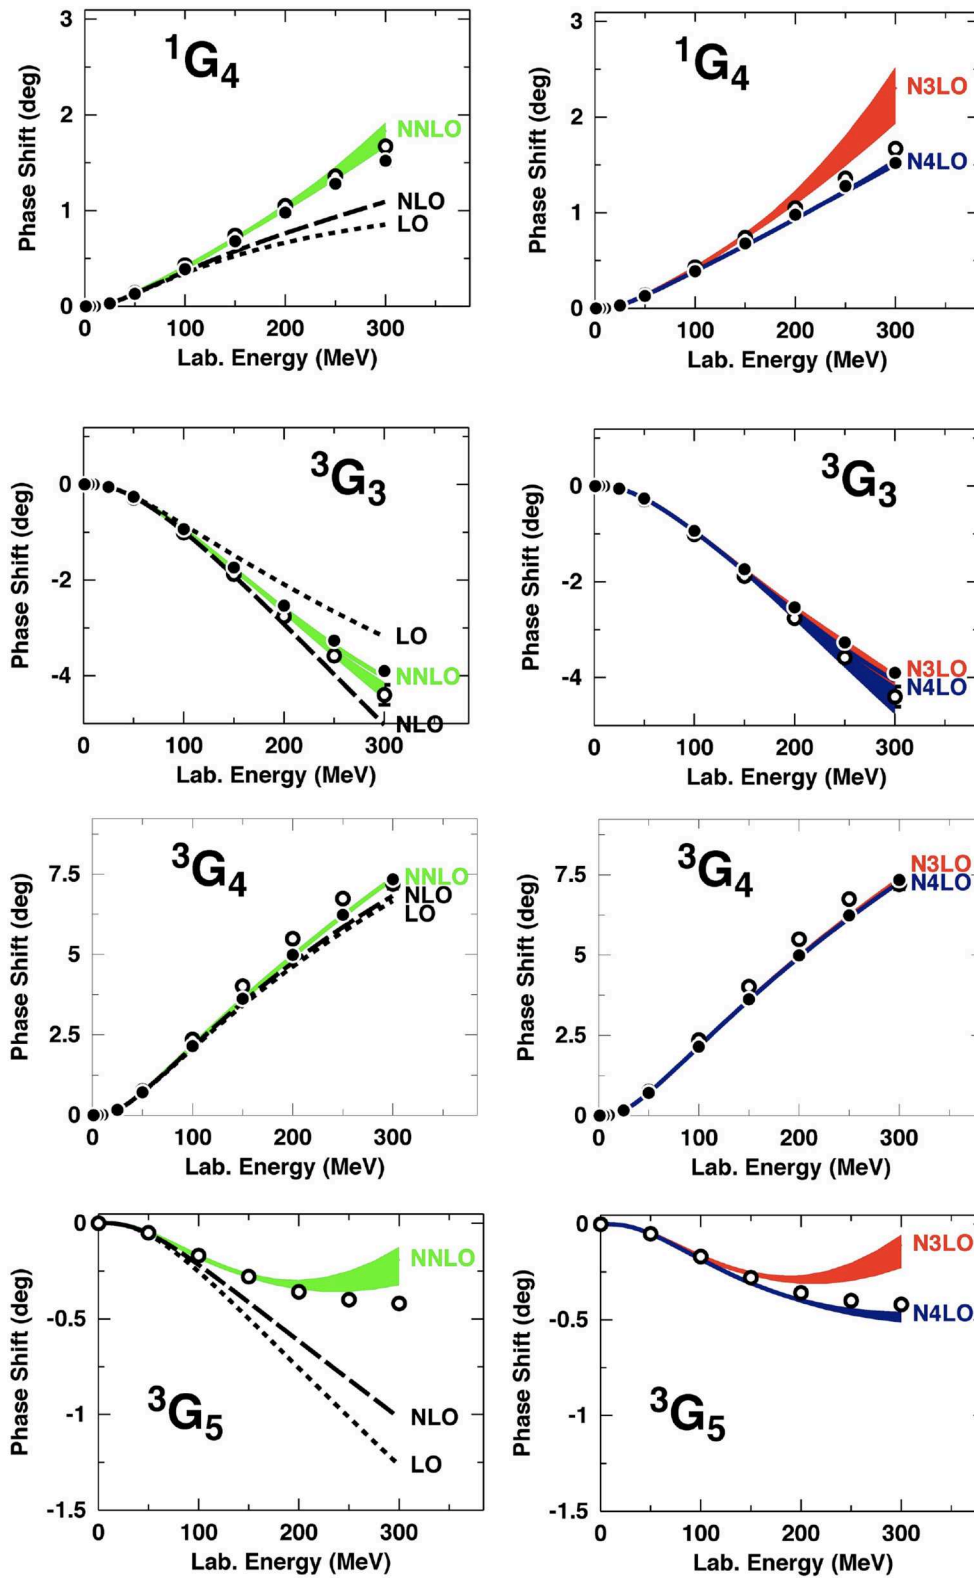 3
¹G₄
2
NNLO
1
NLO
LO
0
0 100 200 300
Lab. Energy (MeV)
Phase Shift (deg)
3
¹G₄
N3LO
2
N4LO
1
0
0 100 200 300
Lab. Energy (MeV)
Phase Shift (deg)
0
³G₃
-2
LO
NNLO
-4
NLO
0 100 200 300
Lab. Energy (MeV)
Phase Shift (deg)
0
³G₃
-2
N3LO
-4
N4LO
0 100 200 300
Lab. Energy (MeV)
Phase Shift (deg)
³G₄
7.5
NNLO
NLO
LO
5
2.5
0
0 100 200 300
Lab. Energy (MeV)
Phase Shift (deg)
³G₄
N3LO
7.5
N4LO
5
2.5
0
0 100 200 300
Lab. Energy (MeV)
Phase Shift (deg)
0
NNLO
-0.5
-1
NLO
³G₅
LO
-1.5
0 100 200 300
Lab. Energy (MeV)
Phase Shift (deg)
0
N3LO
-0.5
N4LO
-1
³G₅
-1.5
0 100 200 300
Lab. Energy (MeV)
Phase Shift (deg)